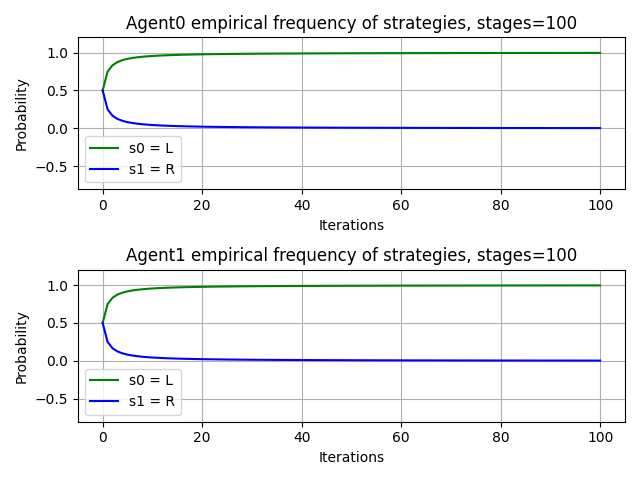 Agent0 empirical frequency of strategies, stages=100
1.0
0.5
0.0
−0.5
Probability
s0 = L
s1 = R
0 20 40 60 80 100
Iterations
Agent1 empirical frequency of strategies, stages=100
1.0
0.5
0.0
−0.5
Probability
s0 = L
s1 = R
0 20 40 60 80 100
Iterations